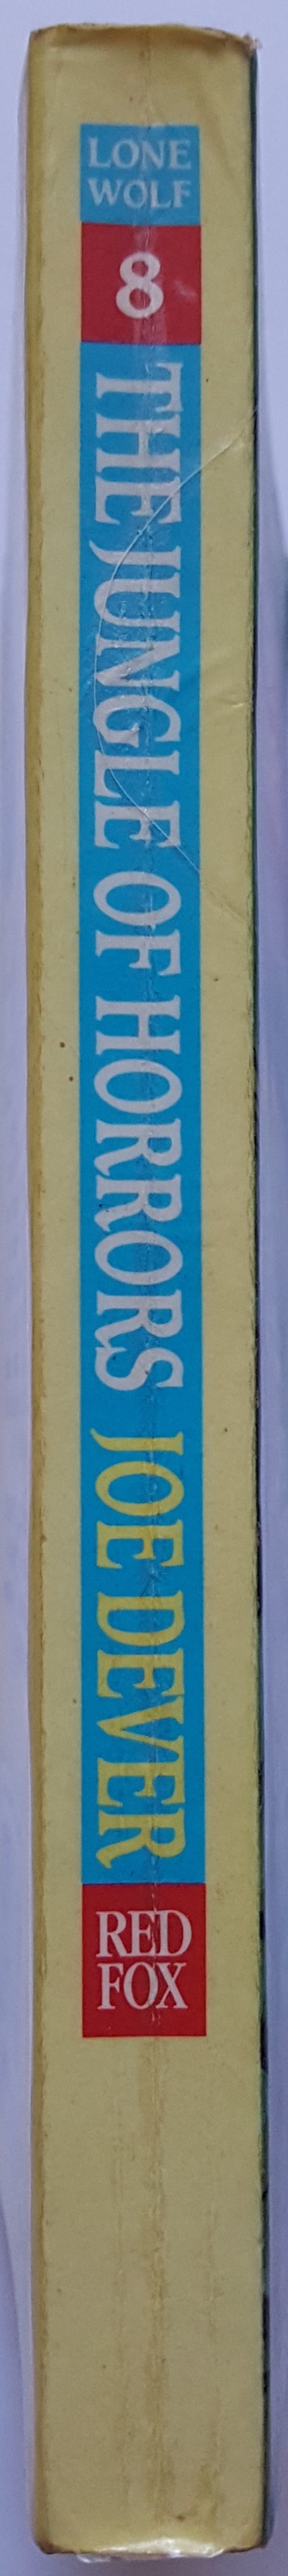 LONE
WOLF
8
THE JUNGLE OF HORRORS JOE DEVER
RED
FOX